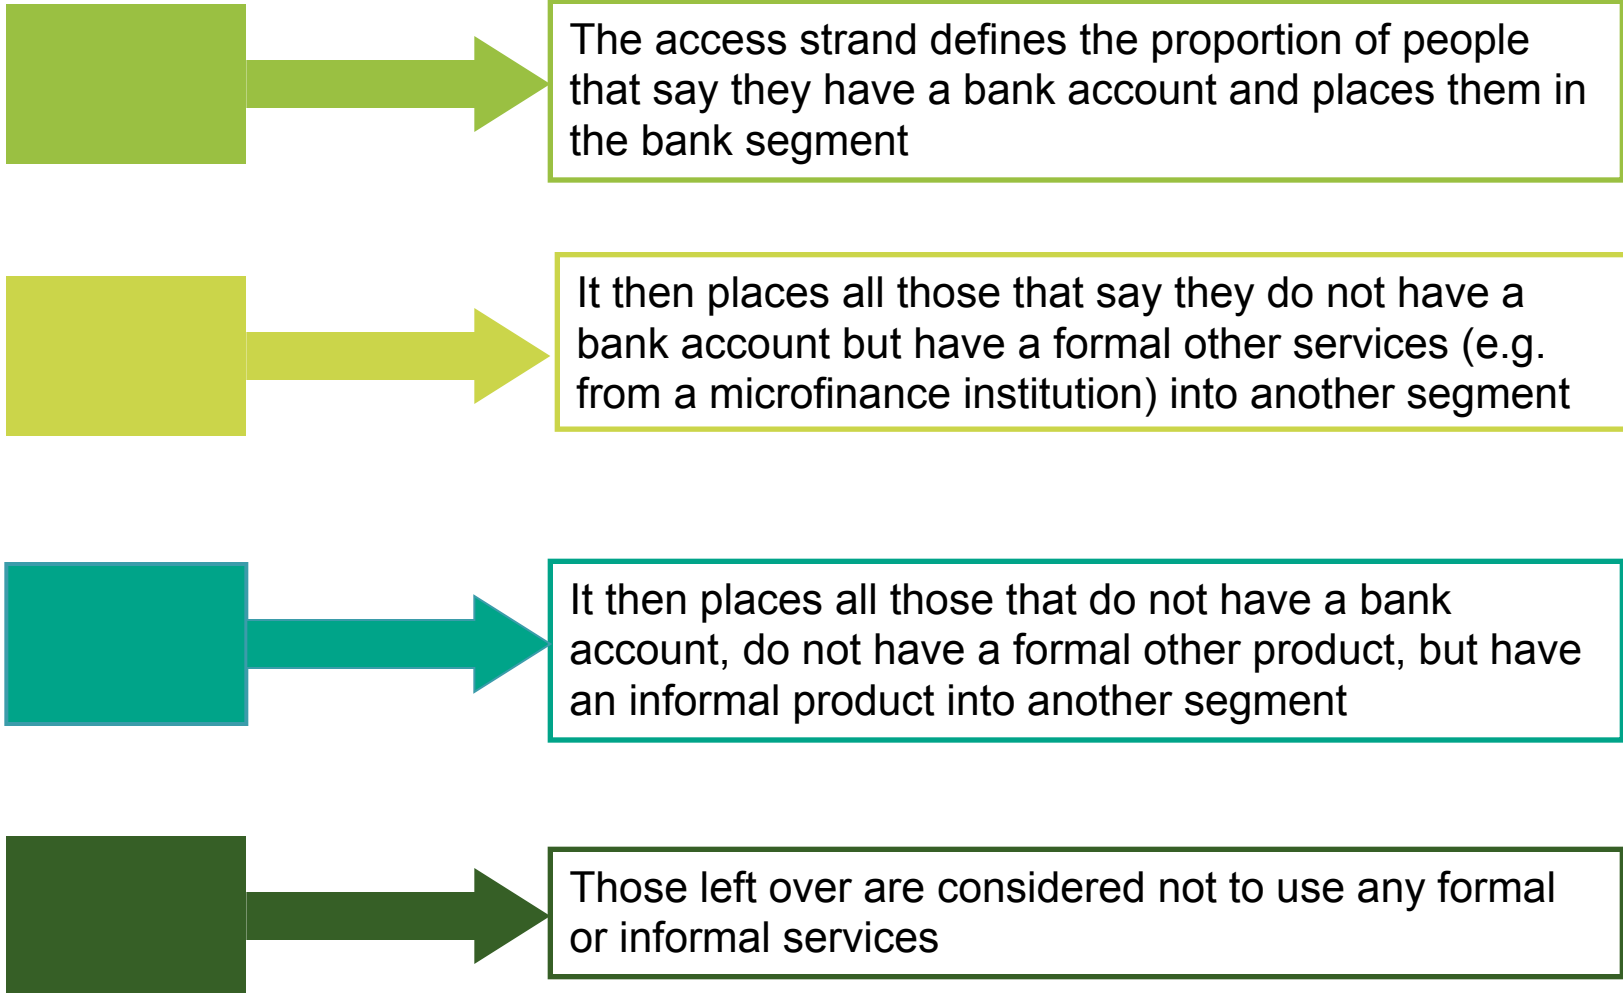 The access strand defines the proportion of people
that say they have a bank account and places them in
the bank segment
It then places all those that say they do not have a
bank account but have a formal other services (e.g.
from a microfinance institution) into another segment
It then places all those that do not have a bank
account, do not have a formal other product, but have
an informal product into another segment
Those left over are considered not to use any formal
or informal services